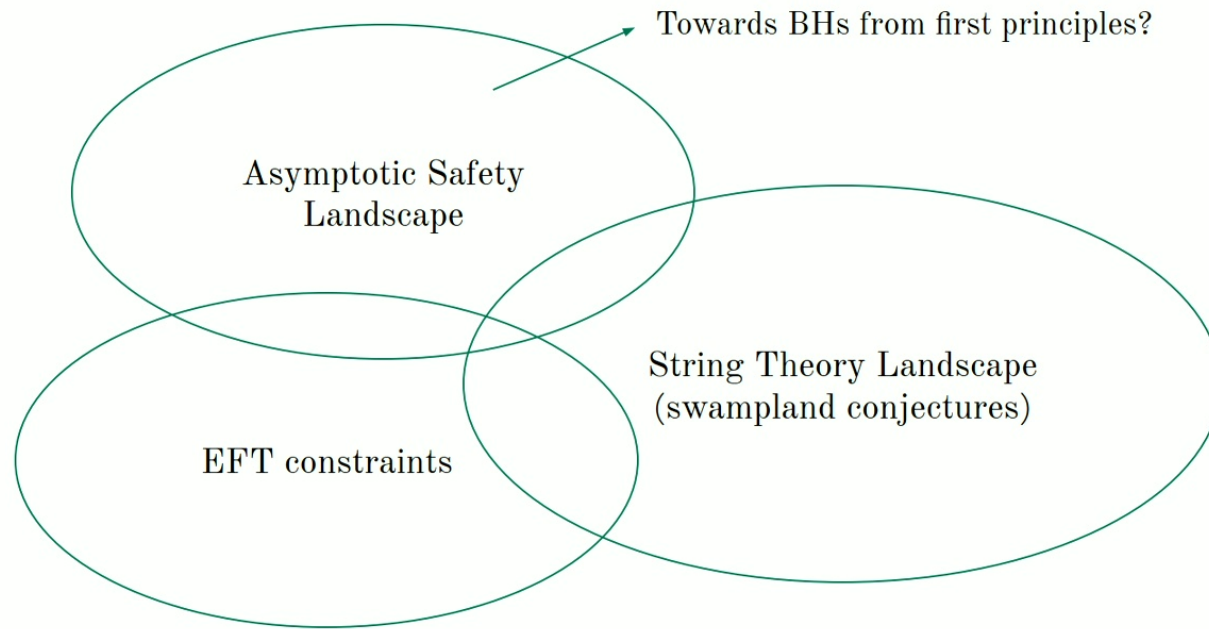 Towards BHs from first principles?
Asymptotic Safety
Landscape
String Theory Landscape
(swampland conjectures)
EFT constraints